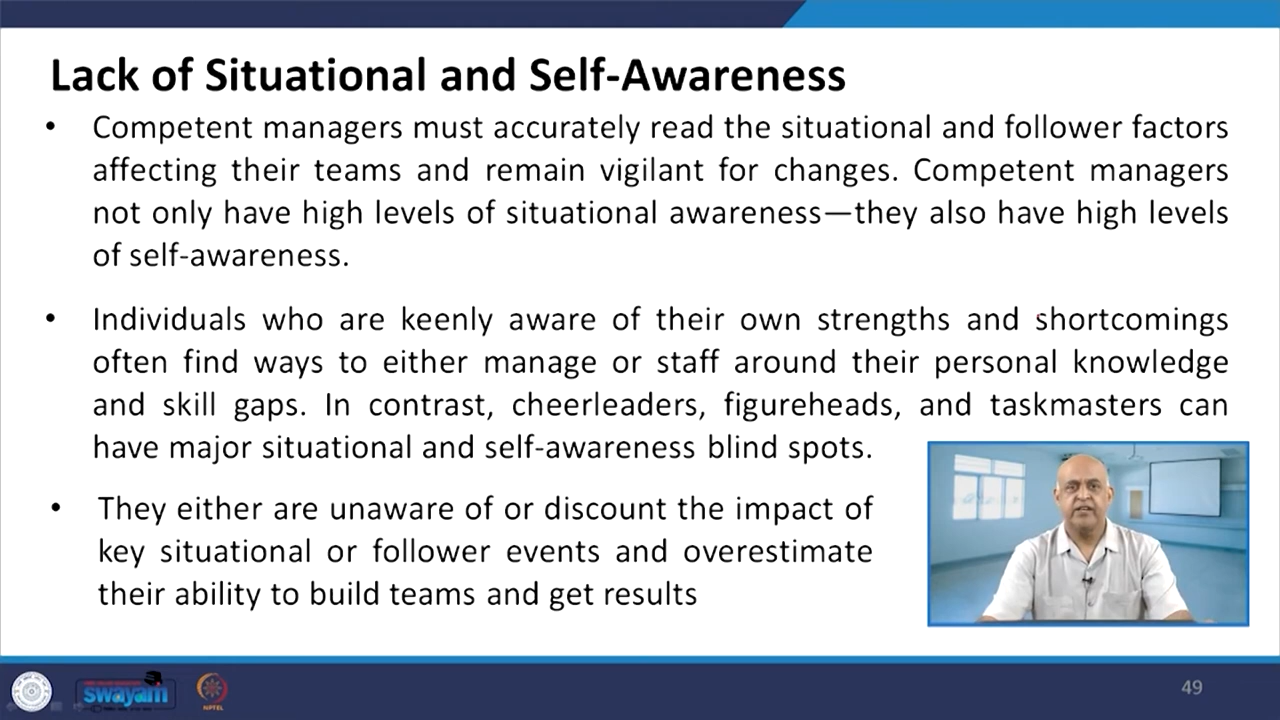 Lack of Situational and Self-Awareness
• Competent managers must accurately read the situational and follower factors
affecting their teams and remain vigilant for changes. Competent managers
not only have high levels of situational awareness—they also have high levels
of self-awareness.
• Individuals who are keenly aware of their own strengths and shortcomings
often find ways to either manage or staff around their personal knowledge
and skill gaps. In contrast, cheerleaders, figureheads, and taskmasters can
have major situational and self-awareness blind spots.
• They either are unaware of or discount the impact of
key situational or follower events and overestimate
their ability to build teams and get results
swayam
NPTEL
49